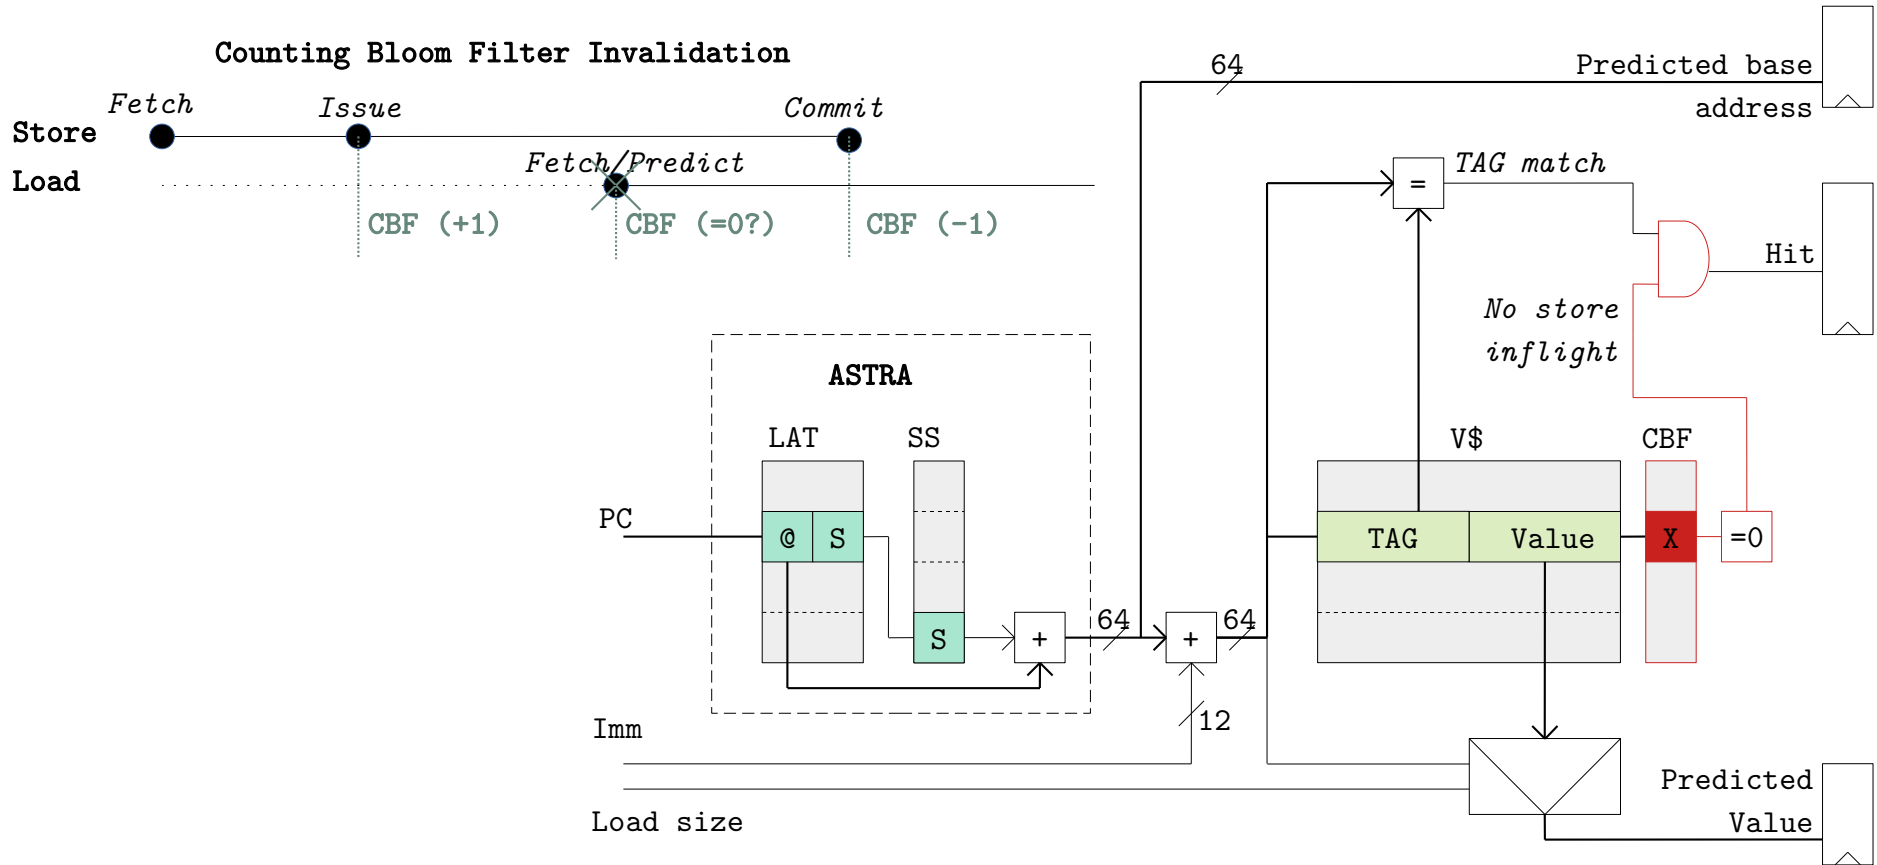 Counting Bloom Filter Invalidation
Fetch
Issue
Commit
Store
Fetch/Predict
Load
CBF (+1)
CBF (=0?)
CBF (-1)
64
Predicted base
address
=
TAG match
Hit
No store
inflight
ASTRA
LAT
SS
V$
CBF
PC
@
S
TAG
Value
X
=0
S
+
64
+
64
12
Imm
Load size
Predicted
Value